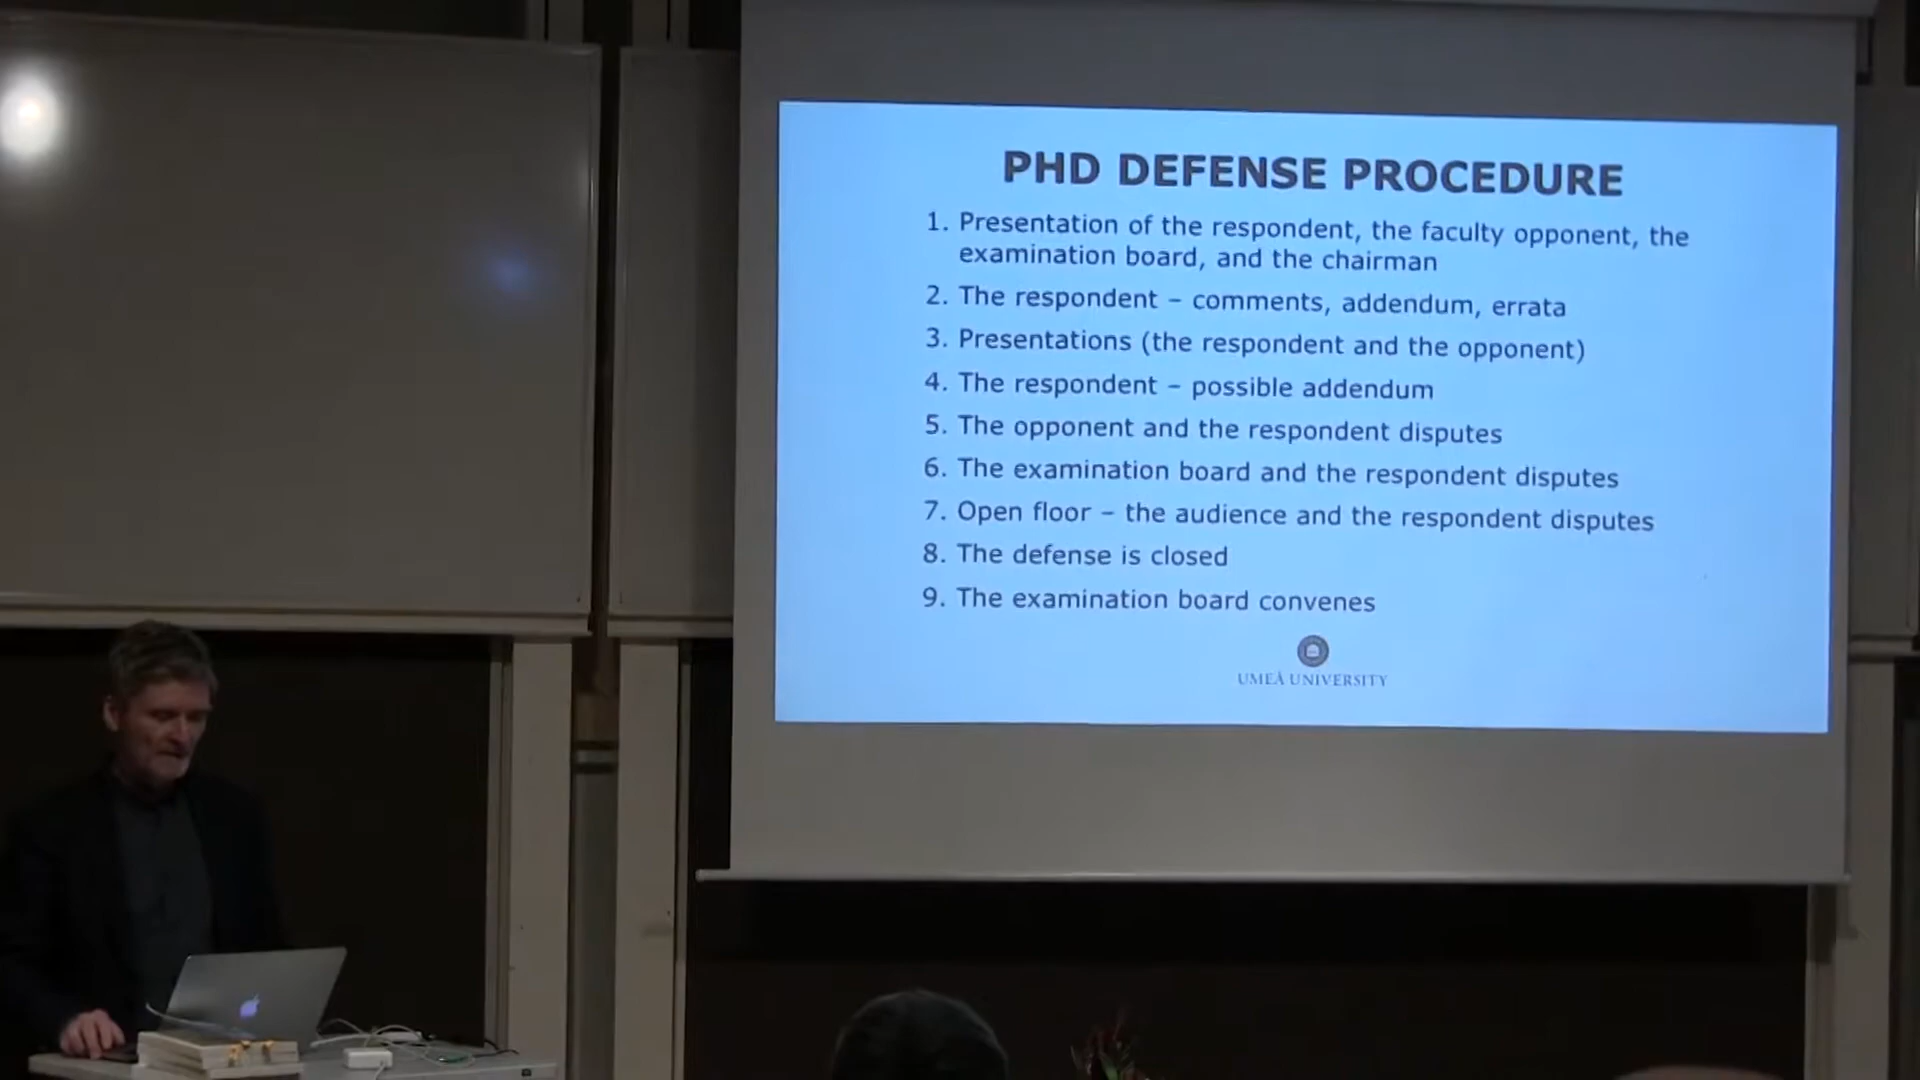 PHD DEFENSE PROCEDURE
1. Presentation of the respondent, the faculty opponent, the
examination board, and the chairman
2. The respondent – comments, addendum, errata
3. Presentations (the respondent and the opponent)
4. The respondent – possible addendum
5. The opponent and the respondent disputes
6. The examination board and the respondent disputes
7. Open floor – the audience and the respondent disputes
8. The defense is closed
9. The examination board convenes
UMEÅ UNIVERSITY